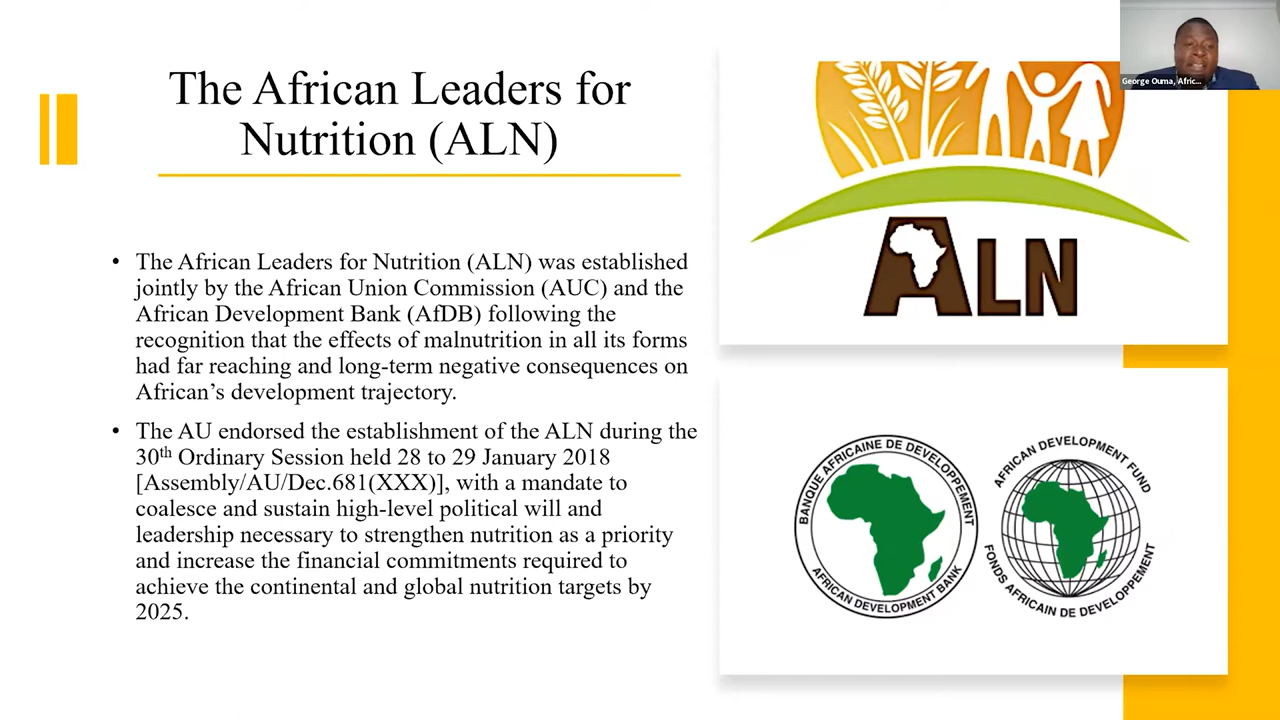 The African Leaders for
Nutrition (ALN)
• The African Leaders for Nutrition (ALN) was established
jointly by the African Union Commission (AUC) and the
African Development Bank (AfDB) following the
recognition that the effects of malnutrition in all its forms
had far reaching and long-term negative consequences on
African’s development trajectory.
• The AU endorsed the establishment of the ALN during the
30th Ordinary Session held 28 to 29 January 2018
[Assembly/AU/Dec.681(XXX)], with a mandate to
coalesce and sustain high-level political will and
leadership necessary to strengthen nutrition as a priority
and increase the financial commitments required to
achieve the continental and global nutrition targets by
2025.
George Ouma, Afric...
ALN
BANQUE AFRICAINE DE DEVELOPPEMENT
AFRICAN DEVELOPMENT BANK
AFRICAN DEVELOPMENT FUND
FONDS AFRICAIN DE DEVELOPPEMENT